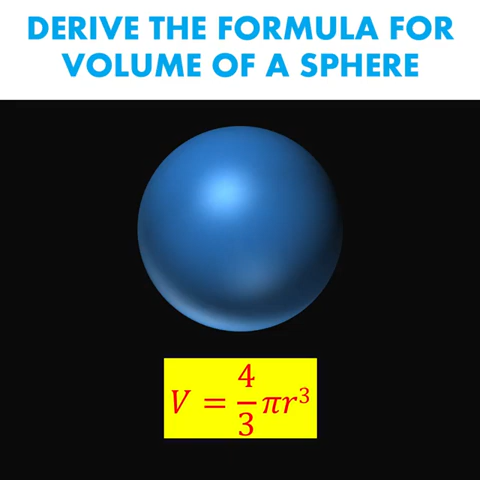 DERIVE THE FORMULA FOR
VOLUME OF A SPHERE
V = 4/3 πr³